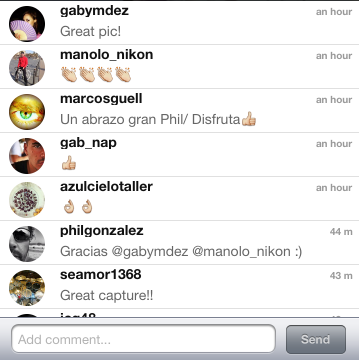 gabymdez an hour
Great pic!
manolo_nikon an hour
👏👏👏👏
marcosguell an hour
Un abrazo gran Phil/ Disfruta👍
gab_nap an hour
👍
azulcielotaller an hour
👌👌
philgonzalez 44 m
Gracias @gabymdez @manolo_nikon :)
seamor1368 43 m
Great capture!!
Add comment... Send